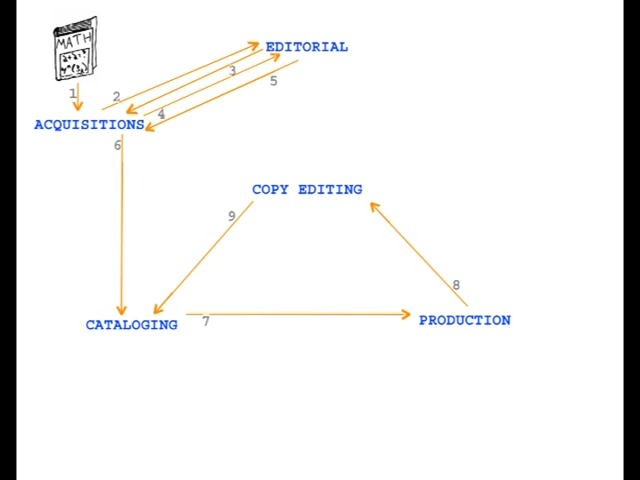 MATH
EDITORIAL
1
2
3
4
5
ACQUISITIONS
6
COPY EDITING
9
8
CATALOGING
7
PRODUCTION